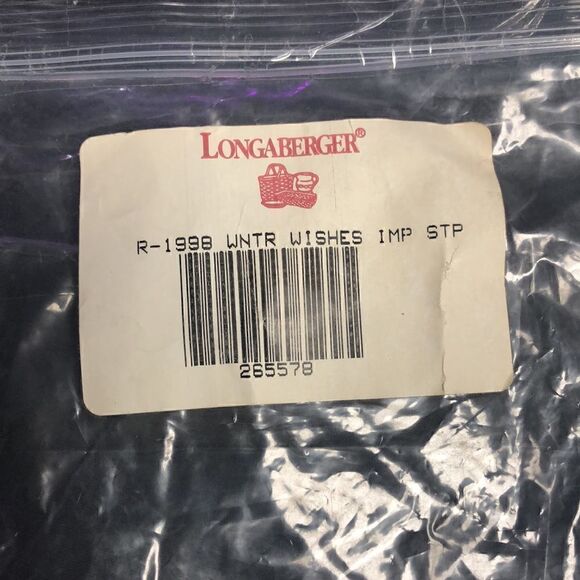 LONGABERGER®
R-1998 WNTR WISHES IMP STP
265578